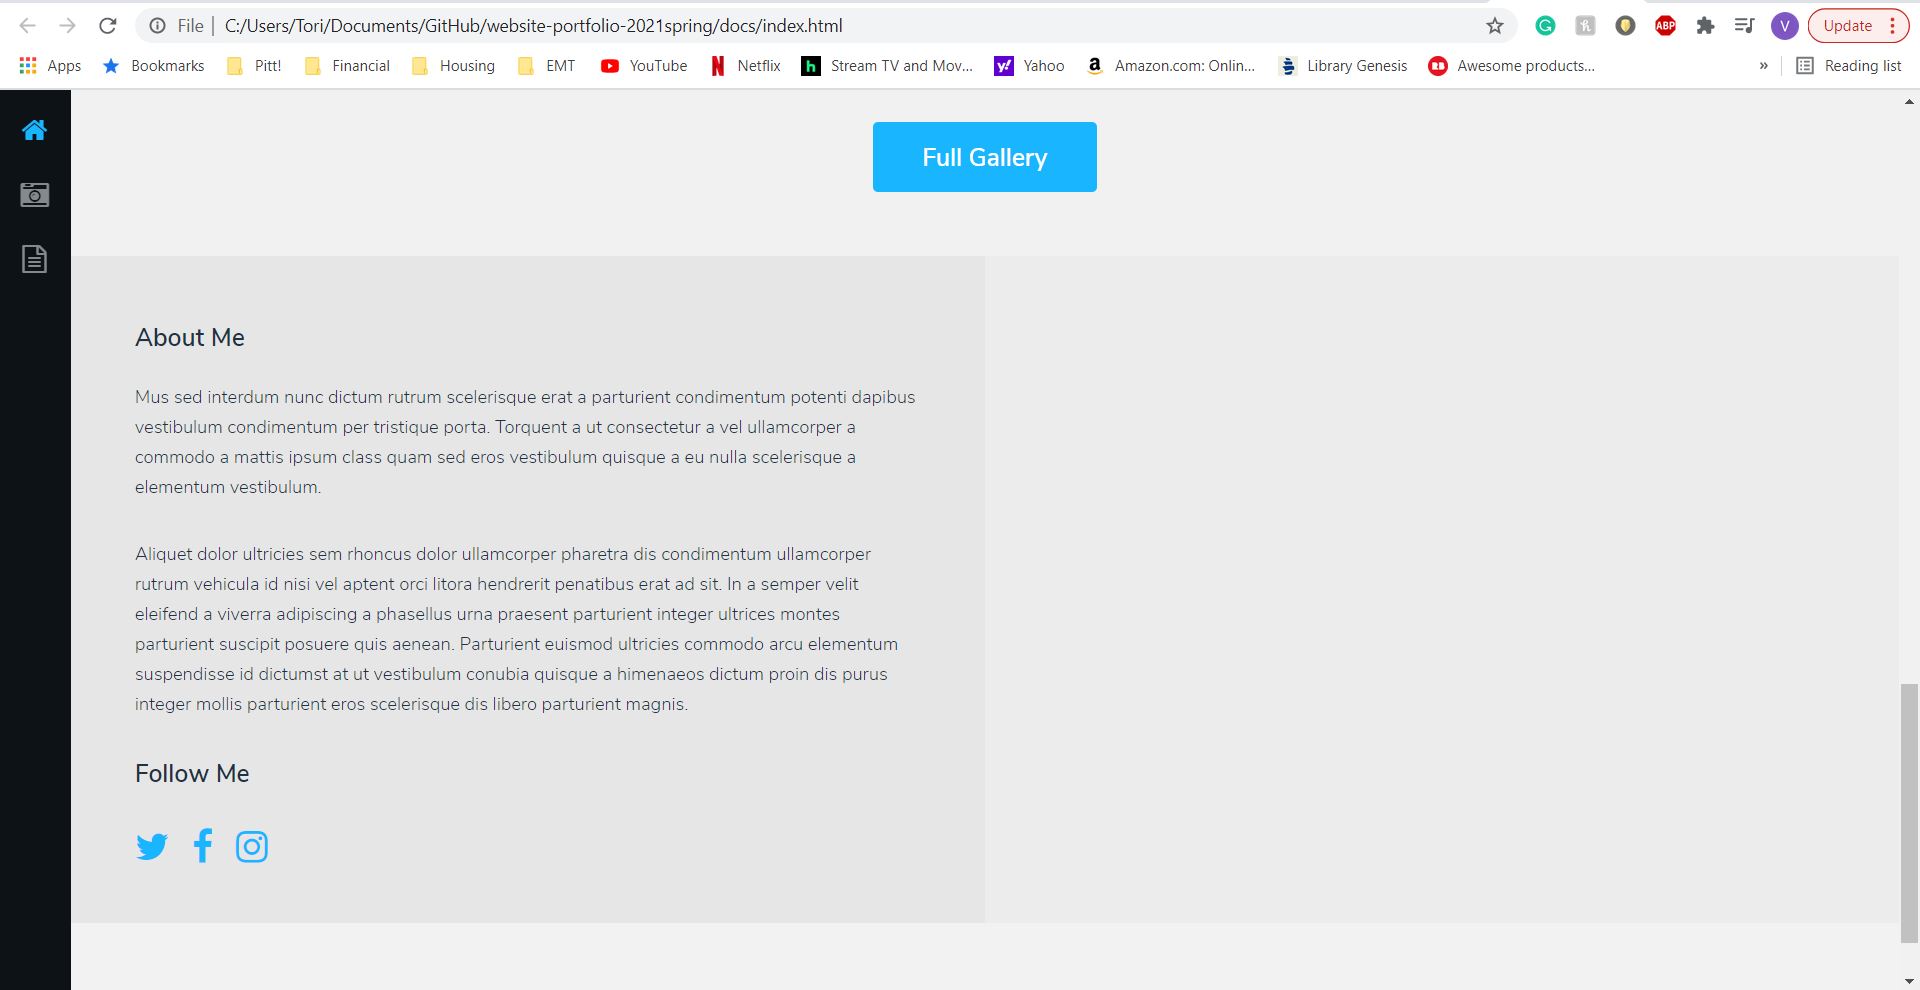 File | C:/Users/Tori/Documents/GitHub/website-portfolio-2021spring/docs/index.html ABP V Update
Apps Bookmarks Pitt! Financial Housing EMT YouTube N Netflix h Stream TV and Mov... y! Yahoo a Amazon.com: Onlin... Library Genesis RB Awesome products... » Reading list
Full Gallery
About Me
Mus sed interdum nunc dictum rutrum scelerisque erat a parturient condimentum potenti dapibus
vestibulum condimentum per tristique porta. Torquent a ut consectetur a vel ullamcorper a
commodo a mattis ipsum class quam sed eros vestibulum quisque a eu nulla scelerisque a
elementum vestibulum.
Aliquet dolor ultricies sem rhoncus dolor ullamcorper pharetra dis condimentum ullamcorper
rutrum vehicula id nisi vel aptent orci litora hendrerit penatibus erat ad sit. In a semper velit
eleifend a viverra adipiscing a phasellus urna praesent parturient integer ultrices montes
parturient suscipit posuere quis aenean. Parturient euismod ultricies commodo arcu elementum
suspendisse id dictumst at ut vestibulum conubia quisque a himenaeos dictum proin dis purus
integer mollis parturient eros scelerisque dis libero parturient magnis.
Follow Me